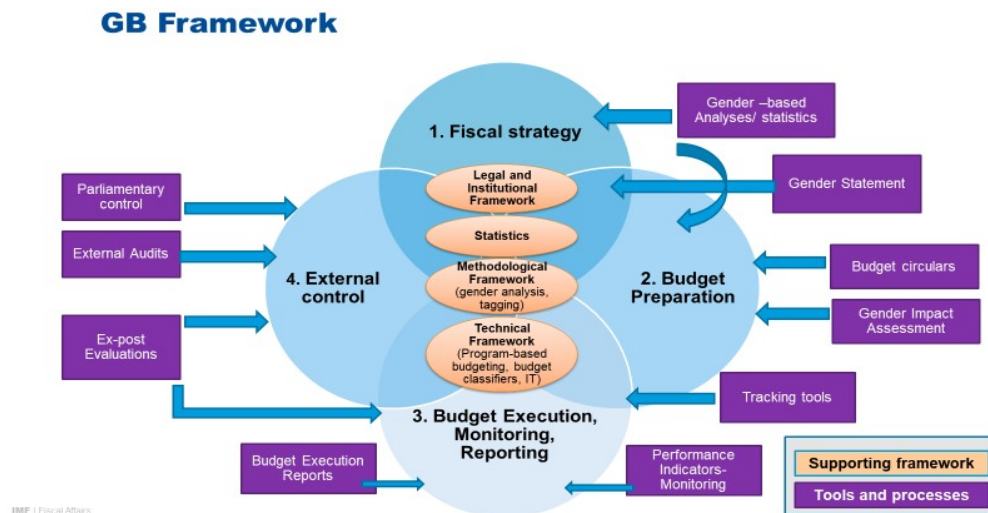 GB Framework
1. Fiscal strategy
Gender –based
Analyses/ statistics
Legal and
Institutional
Framework
Gender Statement
Parliamentary
control
Statistics
External Audits
4. External
control
Methodological
Framework
(gender analysis,
tagging)
2. Budget
Preparation
Budget circulars
Gender Impact
Assessment
Ex-post
Evaluations
Technical
Framework
(Program-based
budgeting, budget
classifiers, IT)
Tracking tools
3. Budget Execution,
Monitoring,
Reporting
Budget Execution
Reports
Performance
Indicators-
Monitoring
Supporting framework
Tools and processes
IMF | Fiscal Affairs